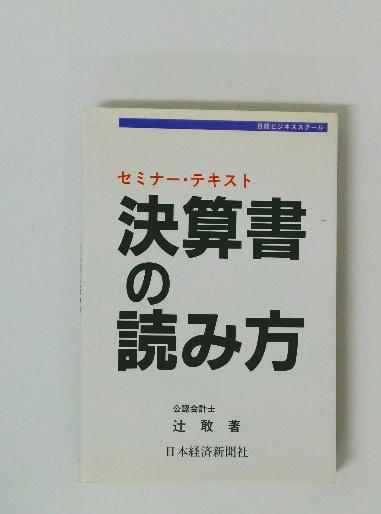 日経ビジネススクール
セミナー・テキスト
決算書
の
読み方
公認会計士
辻敢著
日本経済新聞社